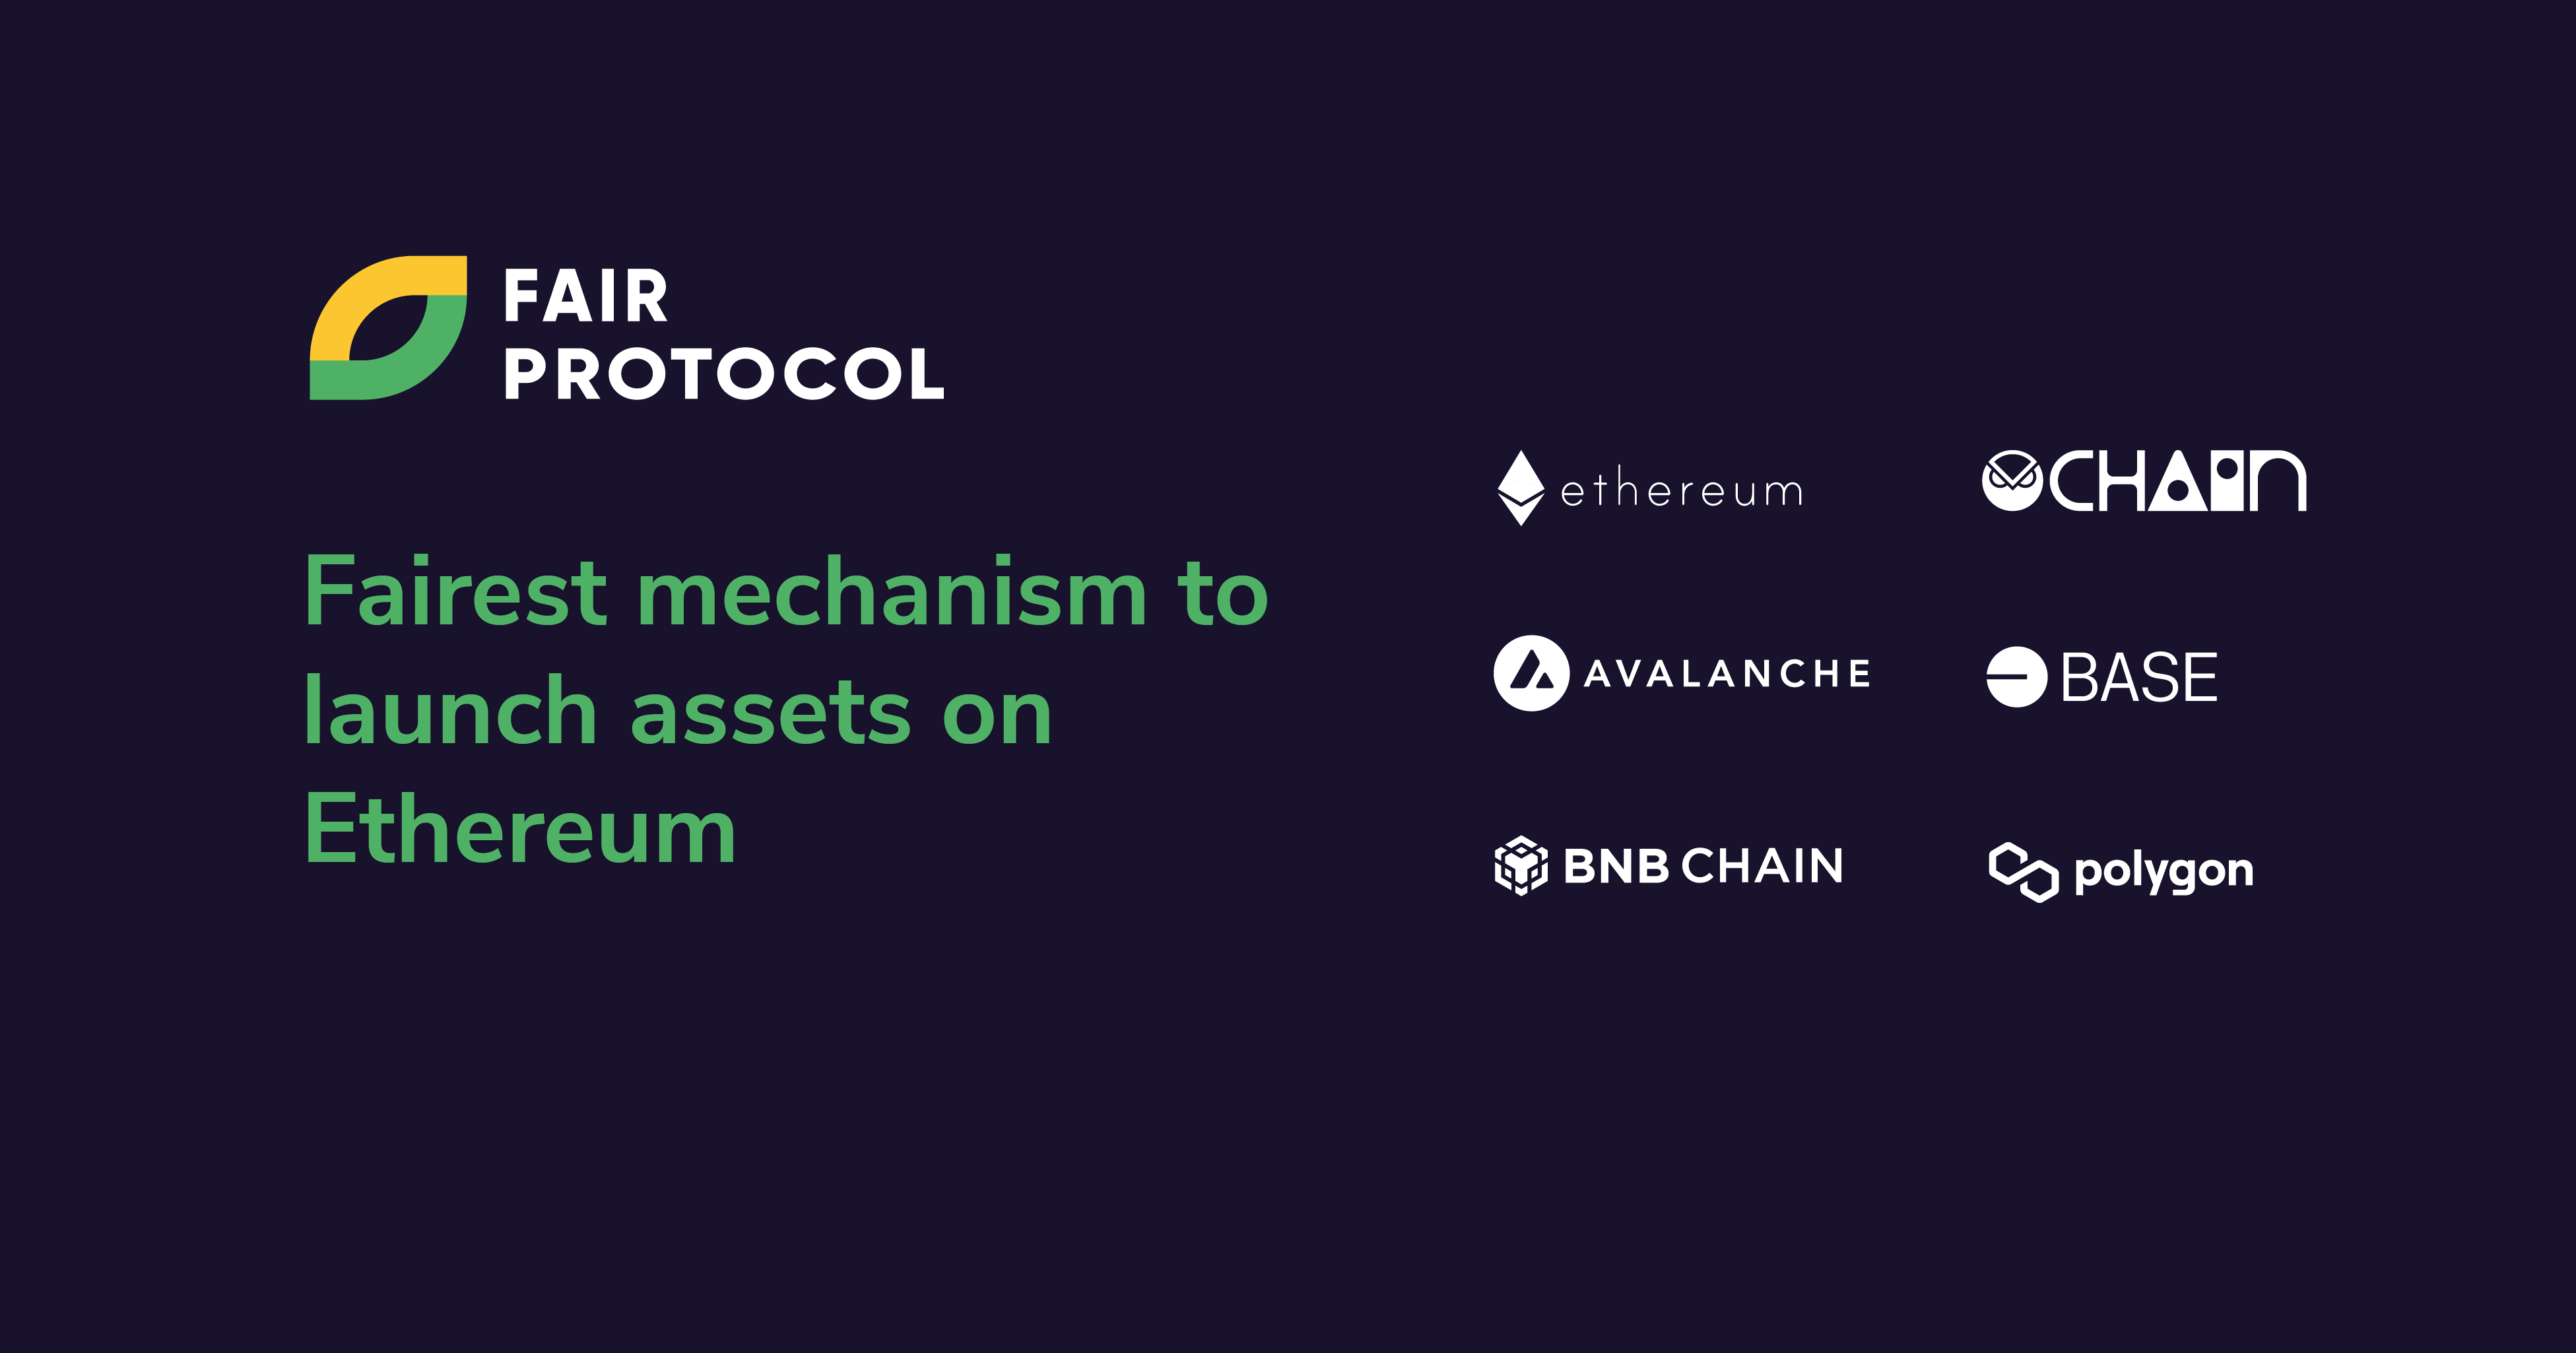 FAIR
PROTOCOL
Fairest mechanism to
launch assets on
Ethereum
ethereum
CHAIN
AVALANCHE
BASE
BNB CHAIN
polygon